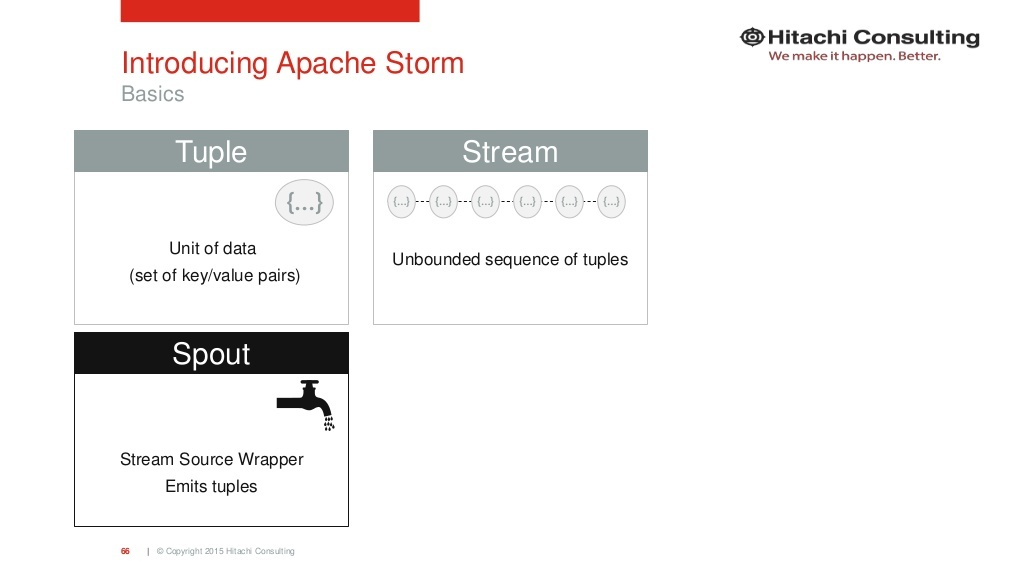 Hitachi Consulting
We make it happen. Better.
Introducing Apache Storm
Basics
Tuple
{...}
Unit of data
(set of key/value pairs)
Stream
{...} {...} {...} {...} {...} {...}
Unbounded sequence of tuples
Spout
Stream Source Wrapper
Emits tuples
66 | © Copyright 2015 Hitachi Consulting